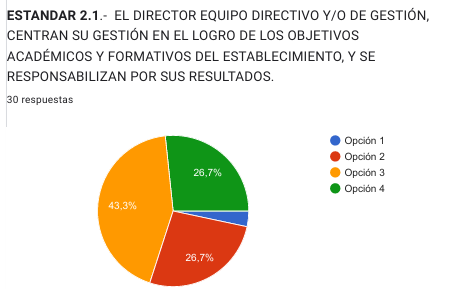 ESTANDAR 2.1.- EL DIRECTOR EQUIPO DIRECTIVO Y/O DE GESTIÓN,
CENTRAN SU GESTIÓN EN EL LOGRO DE LOS OBJETIVOS
ACADÉMICOS Y FORMATIVOS DEL ESTABLECIMIENTO, Y SE
RESPONSABILIZAN POR SUS RESULTADOS.
30 respuestas
Opción 1
Opción 2
Opción 3
Opción 4
26,7%
43,3%
26,7%